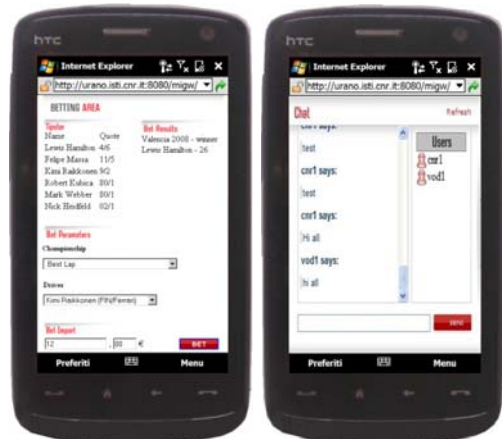 hTC
Internet Explorer
http://urano.isti.cnr.it:8080/migw/
BETTING AREA
Tipster
Name Quote
Lewis Hamilton 4/6
Felipe Massa 11/5
Kimi Raikkonen 9/2
Robert Kubica 80/1
Mark Webber 80/1
Nick Heidfeld 02/1
Bet Results
Valencia 2008 - winner
Lewis Hamilton - 26
Bet Parameters
Championship
Best Lap
Driver
Kimi Raikkonen (FIN/Ferrari)
Bet Import
12 , 00 €
BET
Preferiti
Menu
hTC
Internet Explorer
http://urano.isti.cnr.it:8080/migw/
Chat
Refresh
cnr1 says:
test
cnr1 says:
test
cnr1 says:
Hi all
vod1 says:
hi all
Users
cnr1
vod1
Preferiti
Menu